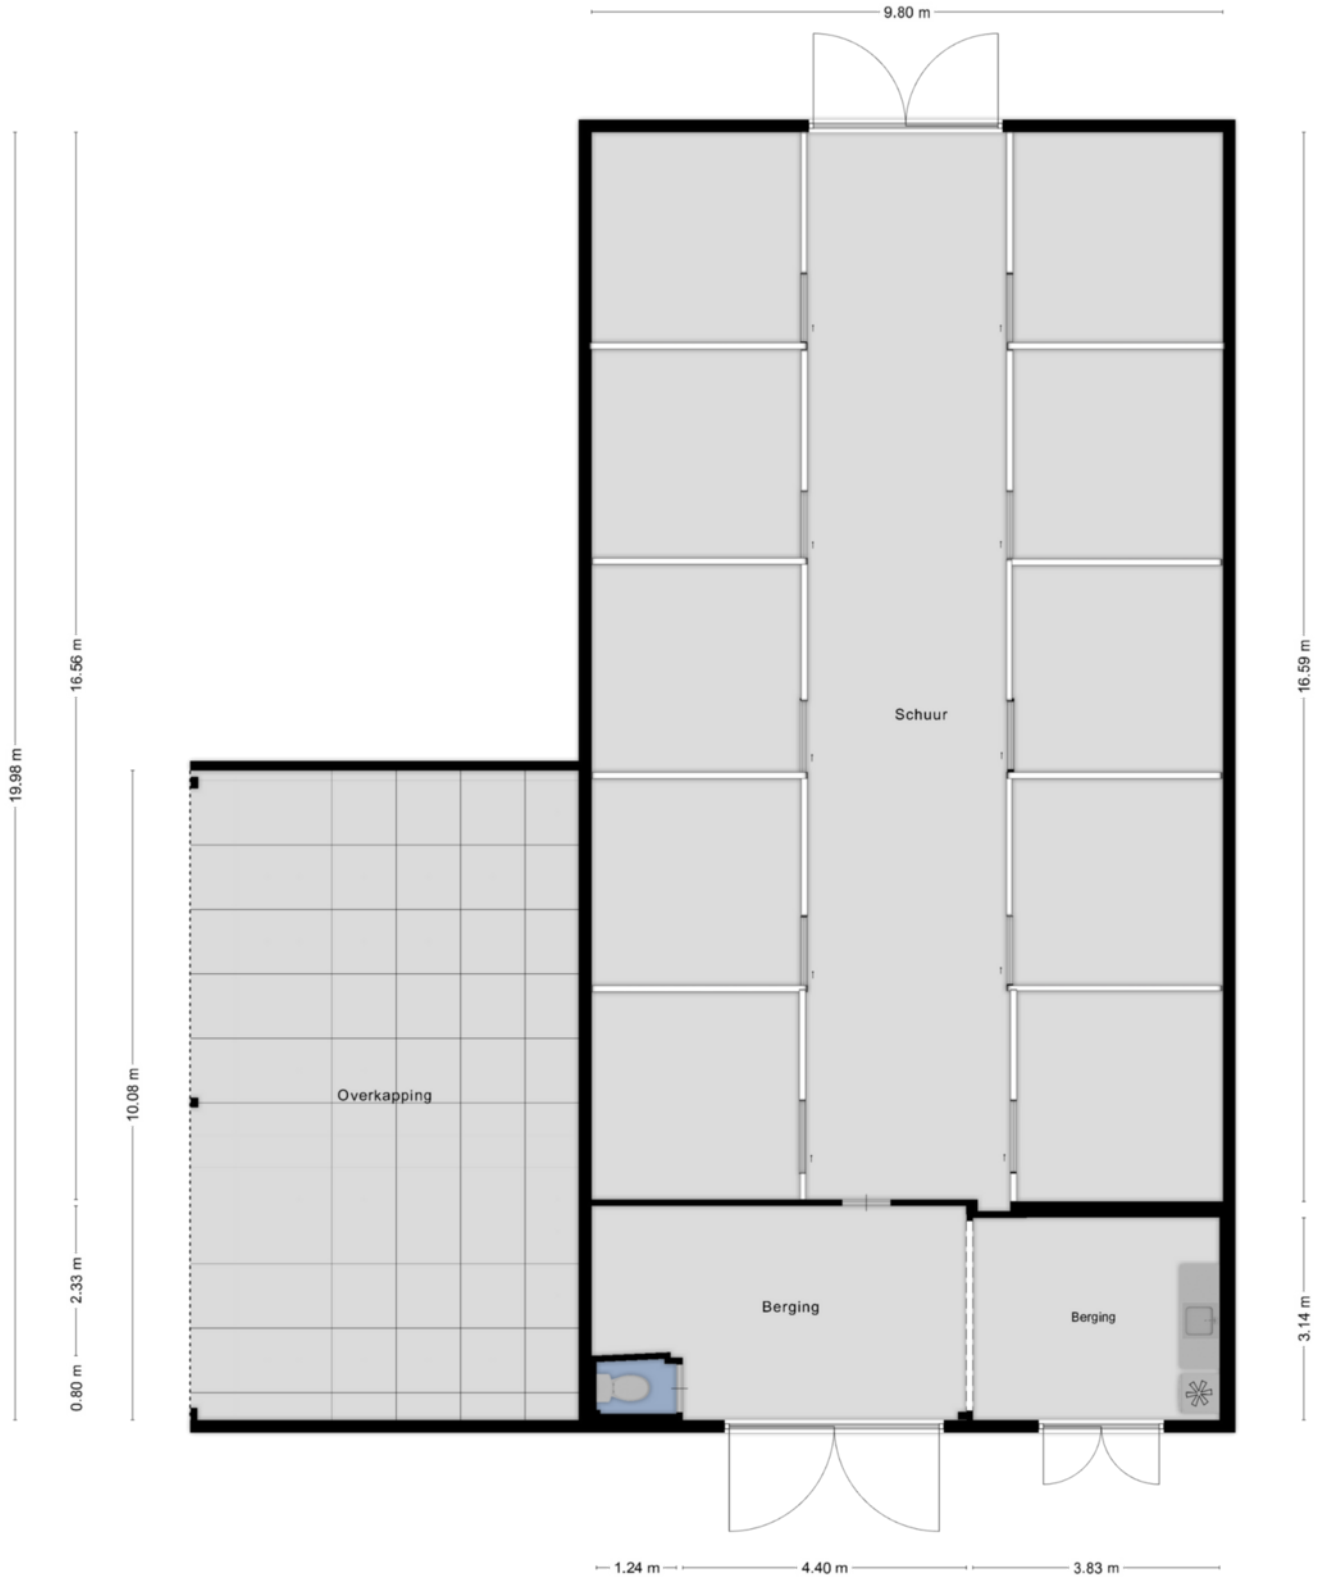 9.80 m
16.56 m
16.59 m
Schuur
19.98 m
Overkapping
10.08 m
2.33 m
Berging
Berging
3.14 m
0.80 m
1.24 m
4.40 m
3.83 m